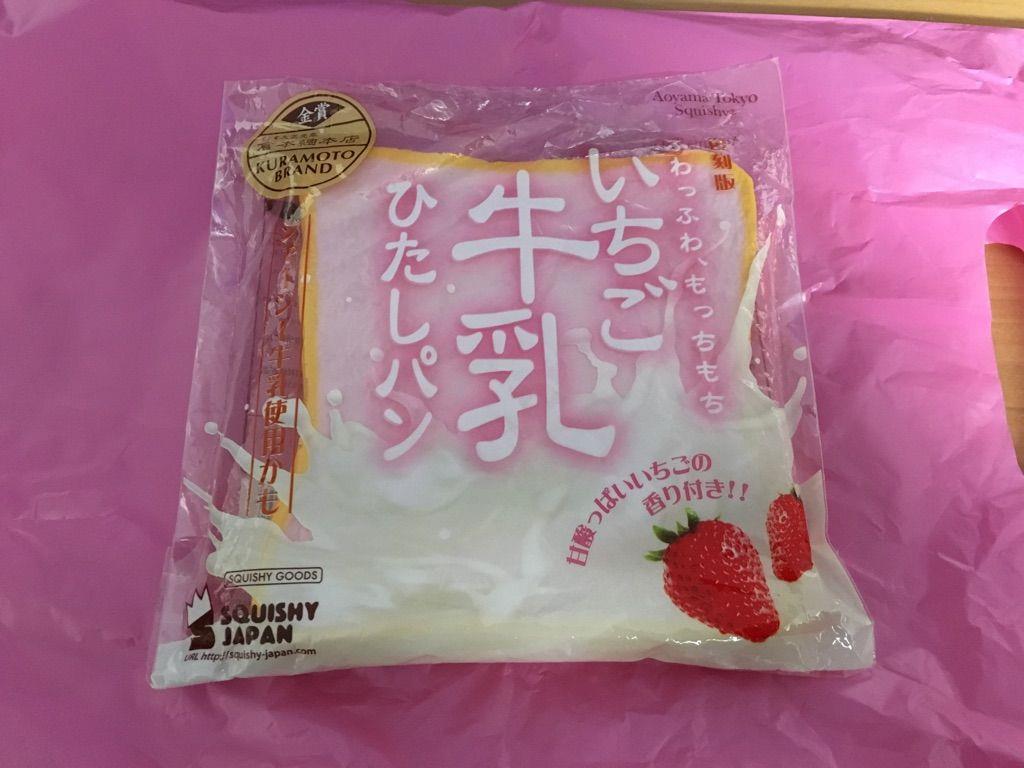 Aoyama Tokyo
Squishy
金賞
KURAMOTO
BRAND
復刻版
ふわっふわ、もっちもち
いちご
牛乳
ひたしパン
牛乳使用かも
甘酸っぱいいちごの
香り付き!!
SQUISHY GOODS
SQUISHY
JAPAN
URL http://squishy-japan.com